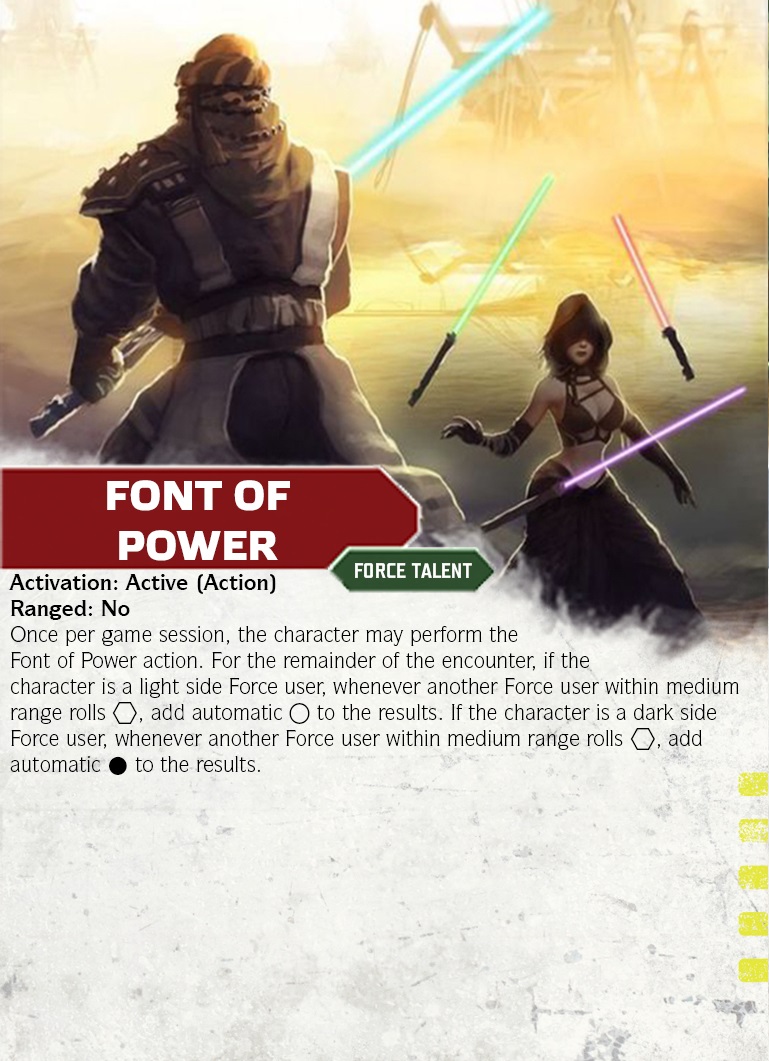 FONT OF
POWER
FORCE TALENT
Activation: Active (Action)
Ranged: No
Once per game session, the character may perform the
Font of Power action. For the remainder of the encounter, if the
character is a light side Force user, whenever another Force user within medium
range rolls ⬡, add automatic ○ to the results. If the character is a dark side
Force user, whenever another Force user within medium range rolls ⬡, add
automatic ● to the results.